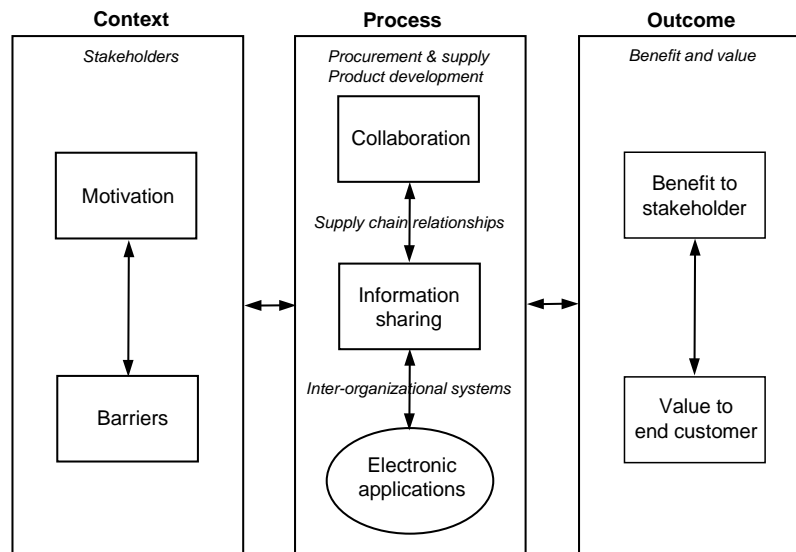 Context
Stakeholders
Motivation
Barriers
Process
Procurement & supply
Product development
Collaboration
Supply chain relationships
Information
sharing
Inter-organizational systems
Electronic
applications
Outcome
Benefit and value
Benefit to
stakeholder
Value to
end customer